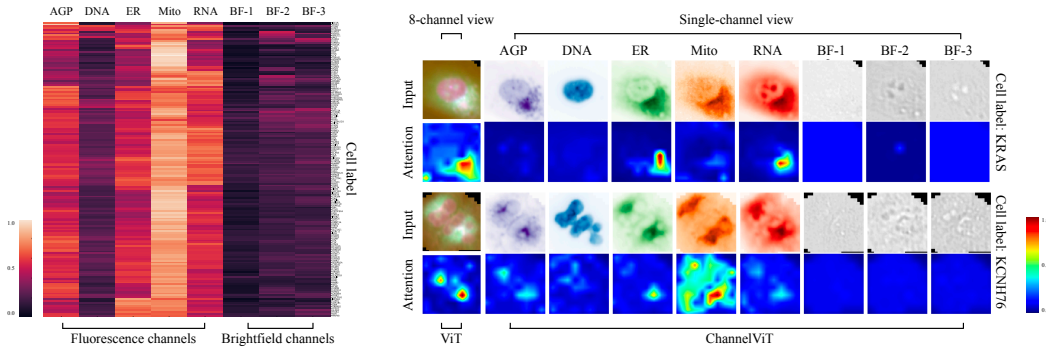 AGP DNA ER Mito RNA BF-1 BF-2 BF-3
Cell label
1.0
0.5
0.0
Fluorescence channels
Brightfield channels
8-channel view
Single-channel view
AGP DNA ER Mito RNA BF-1 BF-2 BF-3
Input
Attention
Cell label: KRAS
Input
Attention
Cell label: KCNH76
ViT
ChannelViT